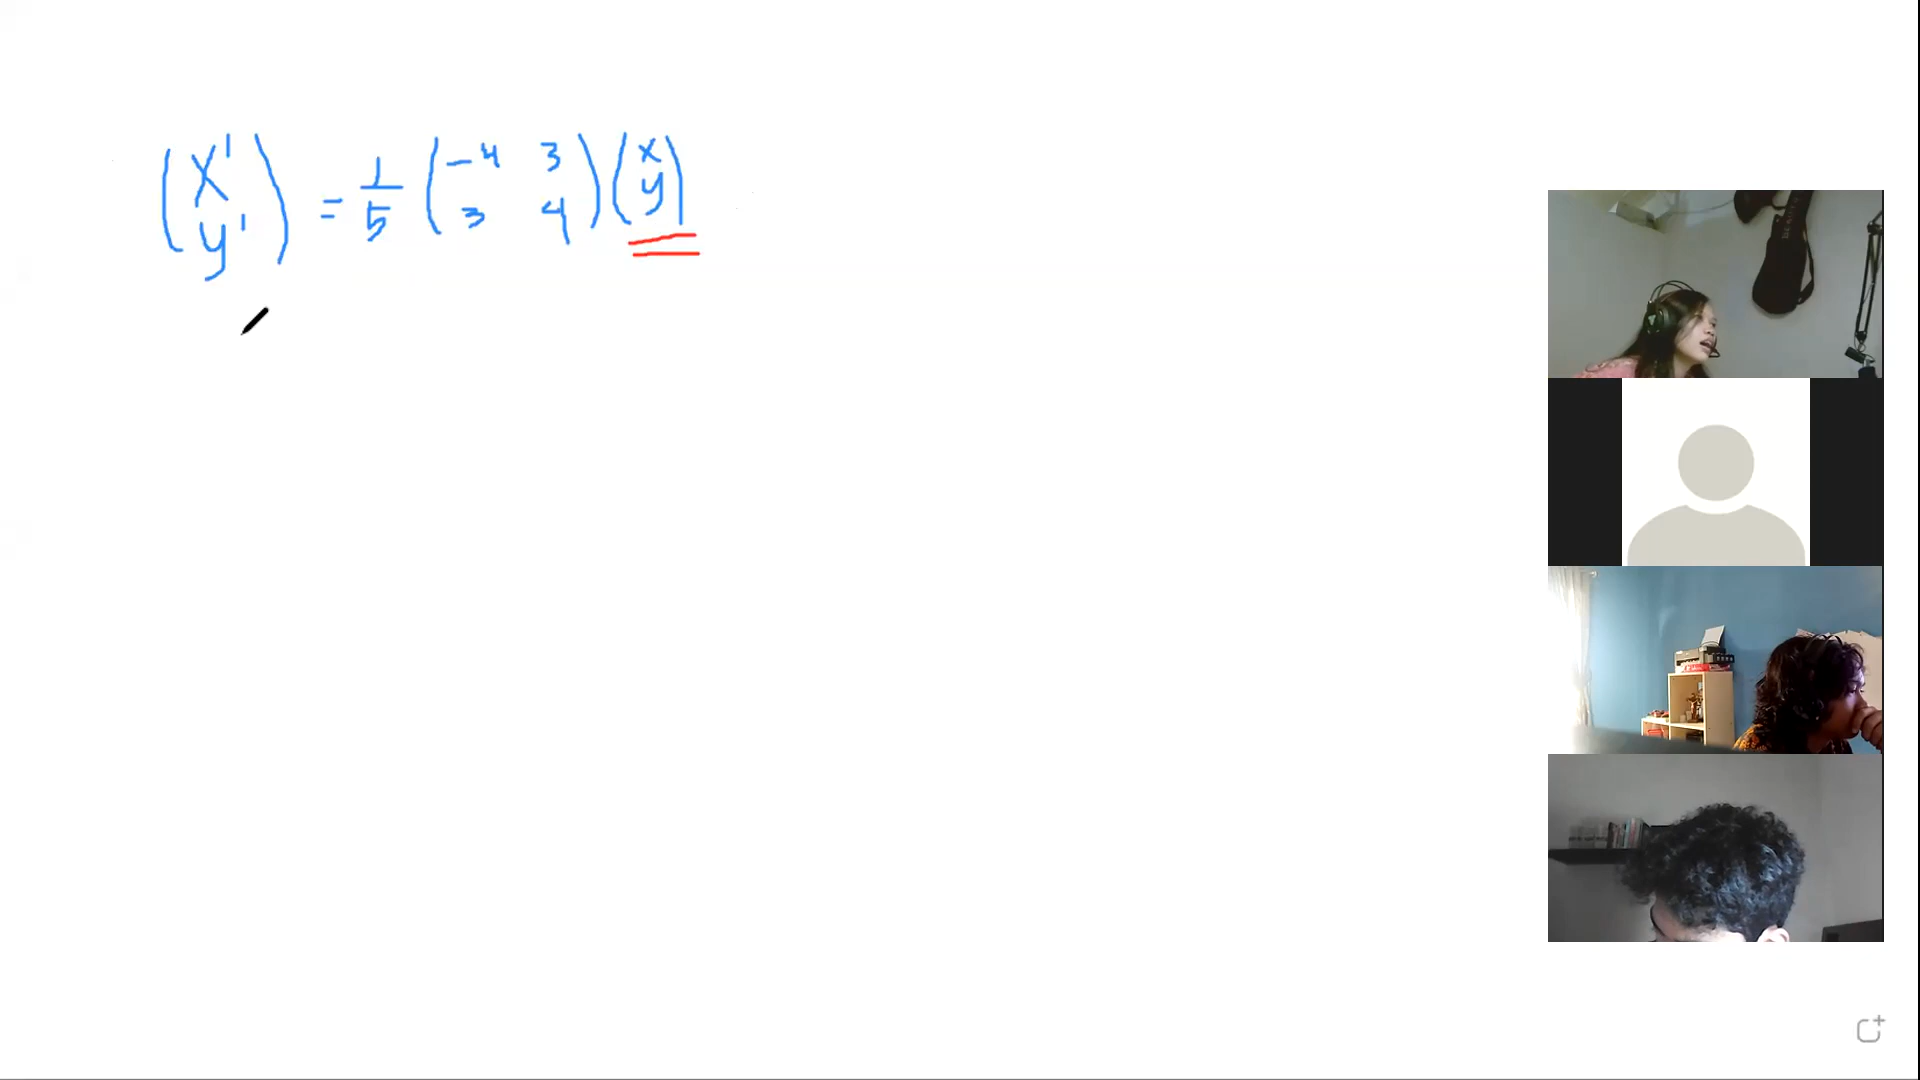 (x' y') = 1/5 (-4 3 3 4) (x y)